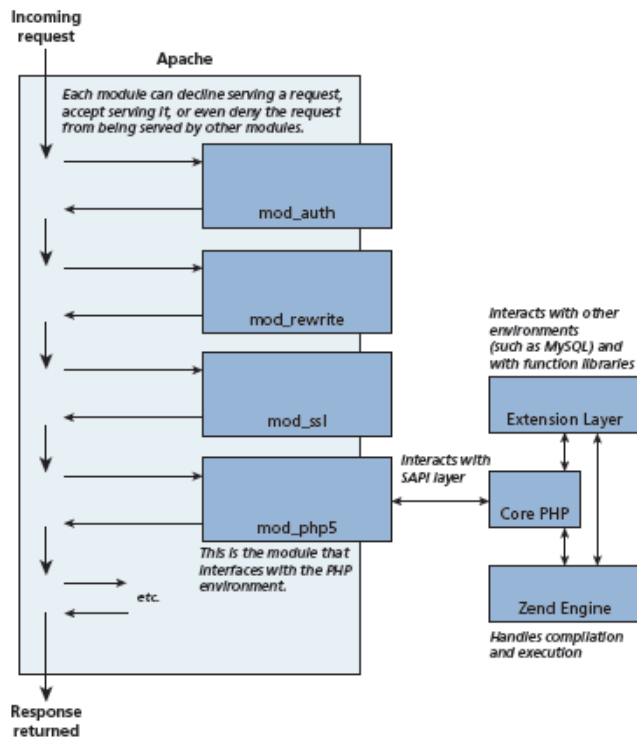 Incoming
request
Apache
Each module can decline serving a request,
accept serving it, or even deny the request
from being served by other modules.
mod_auth
mod_rewrite
Interacts with other
environments
(such as MySQL) and
with function libraries
mod_ssl
Extension Layer
Interacts with
SAPI layer
mod_php5
Core PHP
This is the module that
interfaces with the PHP
environment.
etc.
Zend Engine
Handles compilation
and execution
Response
returned